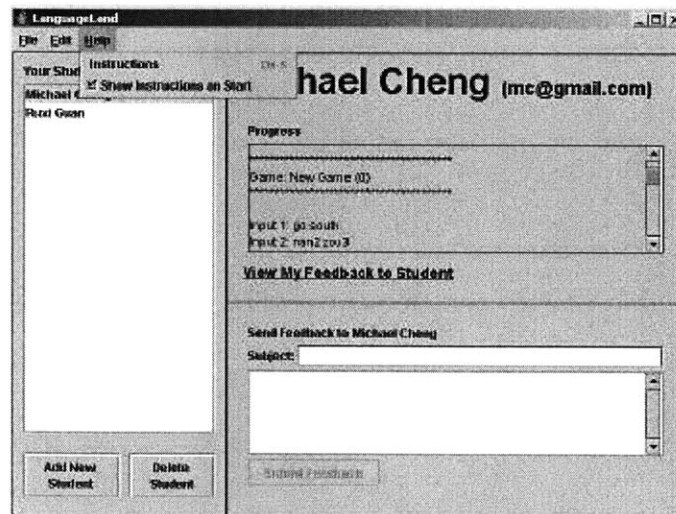 LanguageLand
File Edit Help
Instructions
Show Instructions on Start
Your Stud
Michael C
hael Cheng (mc@gmail.com)
Progress
Game: New Game (0)
Input 1: go south
Input 2: nan2 zou3
View My Feedback to Student
Send Feedback to Michael Cheng
Subject:
Add New Student
Delete Student
Submit Feedback